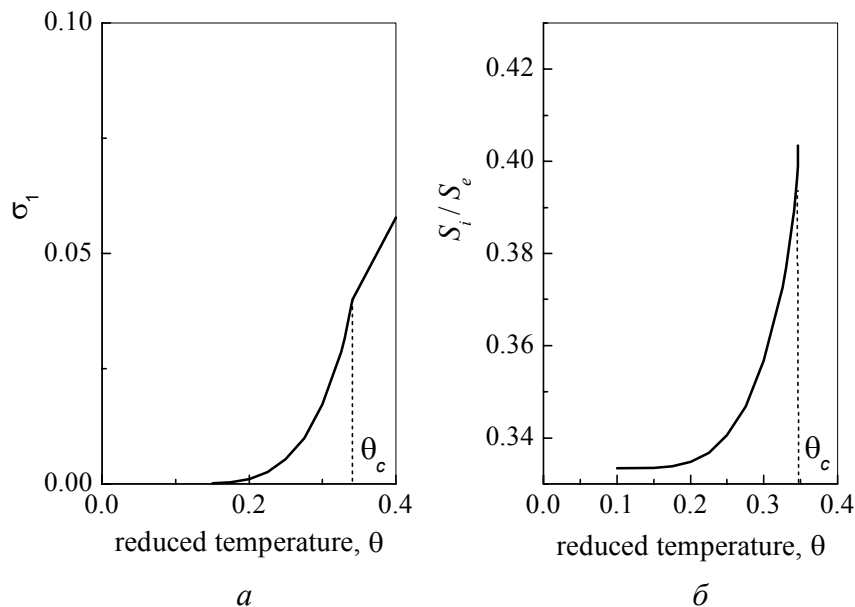 0.10
0.05
0.00
σ₁
0.0
0.2
0.4
θc
reduced temperature, θ
а
0.42
0.40
0.38
0.36
0.34
Si / Se
0.0
0.1
0.2
0.3
0.4
θc
reduced temperature, θ
б